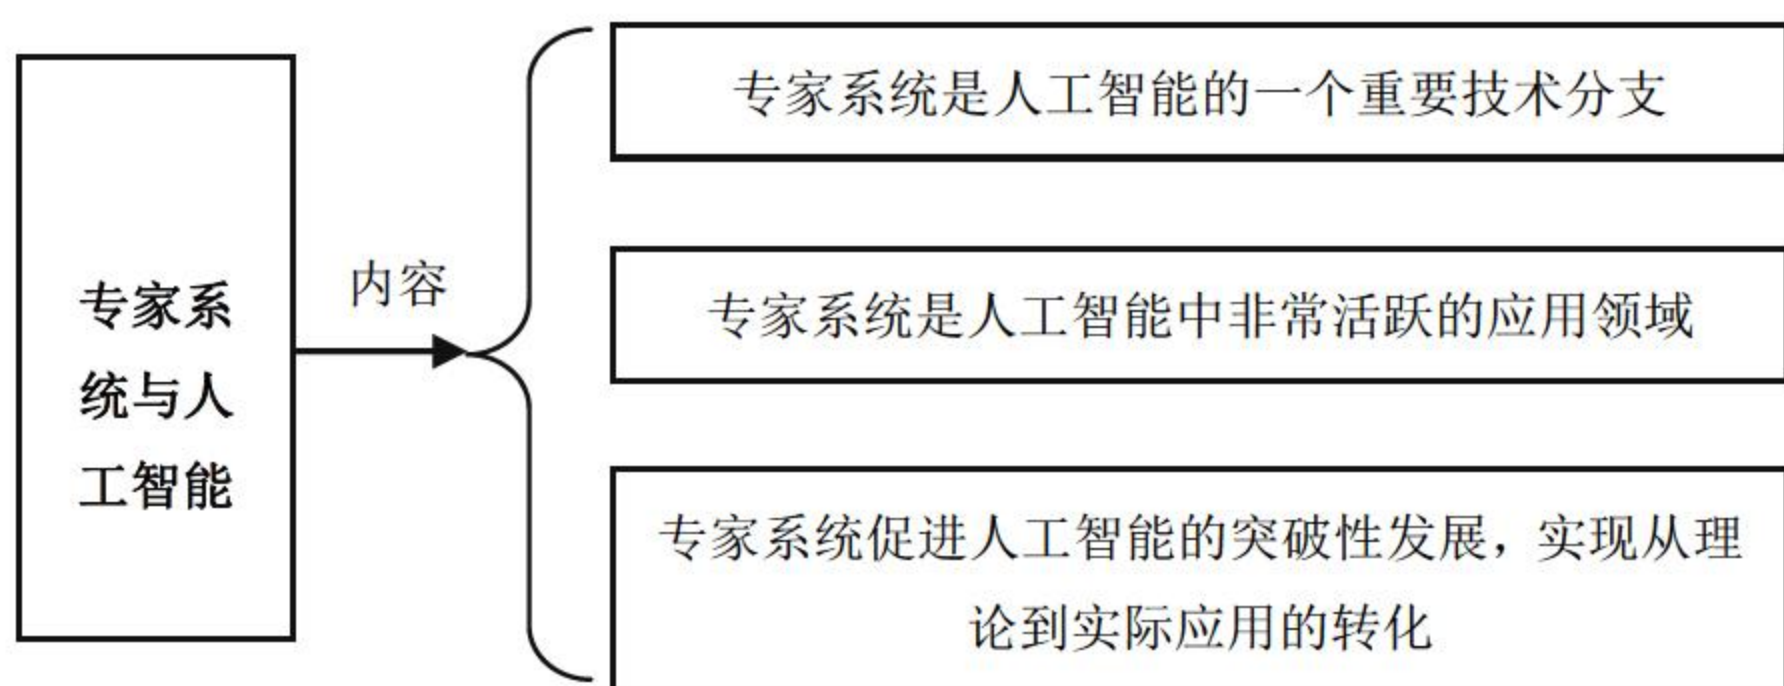 专家系
统与人
工智能
内容
专家系统是人工智能的一个重要技术分支
专家系统是人工智能中非常活跃的应用领域
专家系统促进人工智能的突破性发展，实现从理
论到实际应用的转化